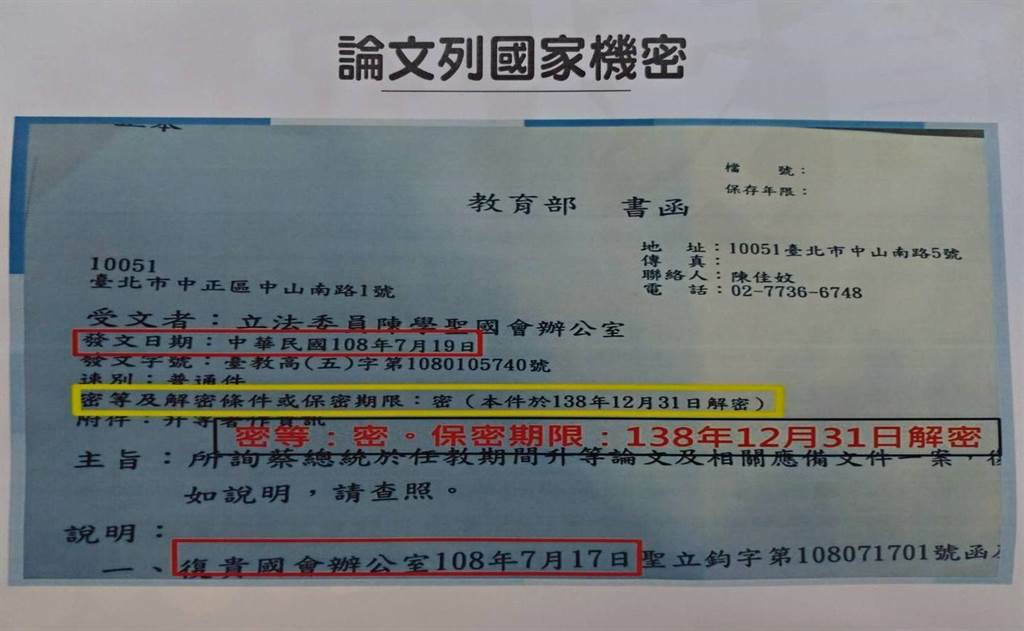 論文列國家機密
正本
檔　　號：
保存年限：
教育部　書函
地　址：10051臺北市中山南路5號
傳　真：
聯絡人：陳佳妏
電　話：02-7736-6748
10051
臺北市中正區中山南路1號
受文者：立法委員陳學聖國會辦公室
發文日期：中華民國108年7月19日
發文字號：臺教高(五)字第1080105740號
速別：普通件
密等及解密條件或保密期限：密（本件於138年12月31日解密）
附件：升等著作資訊
密等：密。保密期限：138年12月31日解密
主旨：所詢蔡總統於任教期間升等論文及相關應備文件一案，復
如說明，請查照。
說明：
一、復貴國會辦公室108年7月17日聖立鈞字第108071701號函